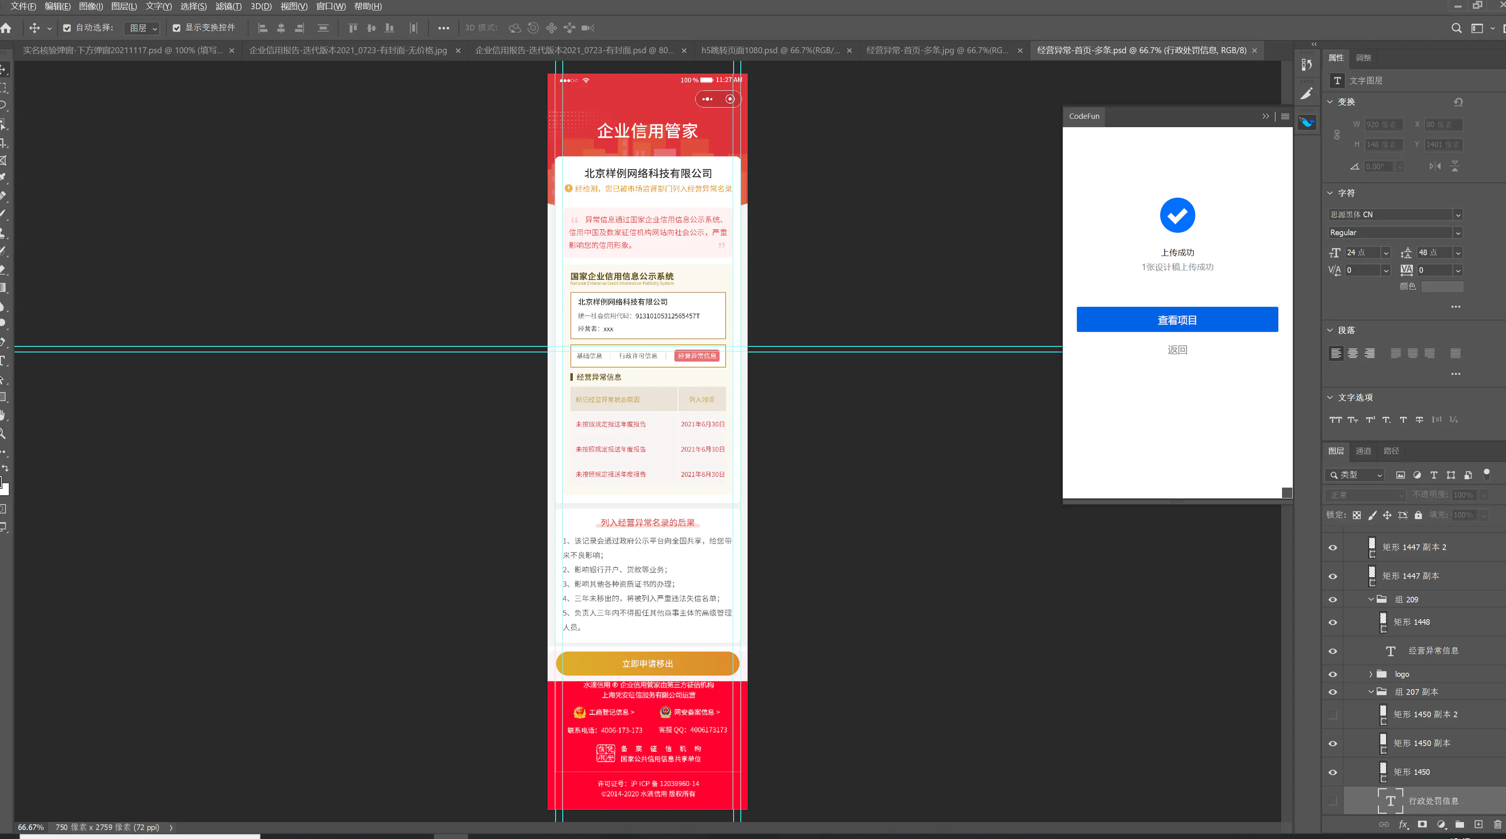 文件(F) 编辑(E) 图像(I) 图层(L) 文字(Y) 选择(S) 滤镜(T) 3D(D) 视图(V) 窗口(W) 帮助(H)
自动选择: 图层 显示变换控件 3D 模式:
实名核验弹窗-下方弹窗20211117.psd @ 100% (填写... × 企业信用报告-迭代版本2021_0723-有封面-无价格.jpg × 企业信用报告-迭代版本2021_0723-有封面.psd @ 80... × h5跳转页面1080.psd @ 66.7%(RGB/... × 经营异常-首页-多条.jpg @ 66.7%(RG... × 经营异常-首页-多条.psd @ 66.7% (行政处罚信息, RGB/8) ×
100 % 11:27 AM
企业信用管家
北京样例网络科技有限公司
经检测，您已被市场监督部门列入经营异常名录
异常信息通过国家企业信用信息公示系统、
信用中国及数家征信机构网站向社会公示，严重
影响您的信用形象。
国家企业信用信息公示系统
National Enterprise Credit Information Publicity System
北京样例网络科技有限公司
统一社会信用代码：91310105312565457T
经营者：xxx
基础信息 行政许可信息 经营异常信息
经营异常信息
标记经营异常状态原因 列入时间
未按该规定报送年度报告 2021年6月30日
未按照规定报送年度报告 2021年6月30日
未按照规定报送年度报告 2021年6月30日
列入经营异常名录的后果
1、该记录会通过政府公示平台向全国共享，给您带
来不良影响；
2、影响银行开户、贷款等业务；
3、影响其他各种资质证书的办理；
4、三年未移出的，将被列入严重违法失信名单；
5、负责人三年内不得担任其他商事主体的高级管理
人员。
立即申请移出
水滴信用 ® 企业信用管家由第三方征信机构
上海凭安征信服务有限公司运营
工商登记信息 > 网安备案信息 >
联系电话：4006-173-173 客服 QQ：4006173173
备 案 征 信 机 构
国家公共信用信息共享单位
许可证号：沪 ICP 备 12039960-14
©2014-2020 水滴信用 版权所有
66.67% 750 像素 x 2759 像素 (72 ppi)
CodeFun
上传成功
1张设计稿上传成功
查看项目
返回
属性 调整
文字图层
变换
W 920 像素 X 80 像素
H 148 像素 Y 1401 像素
0.00°
字符
思源黑体 CN
Regular
24 点 48 点
0 0
颜色
段落
文字选项
图层 通道 路径
类型
正常 不透明度: 100%
锁定: 填充: 100%
矩形 1447 副本 2
矩形 1447 副本
组 209
矩形 1448
经营异常信息
logo
组 207 副本
矩形 1450 副本 2
矩形 1450 副本
矩形 1450
行政处罚信息